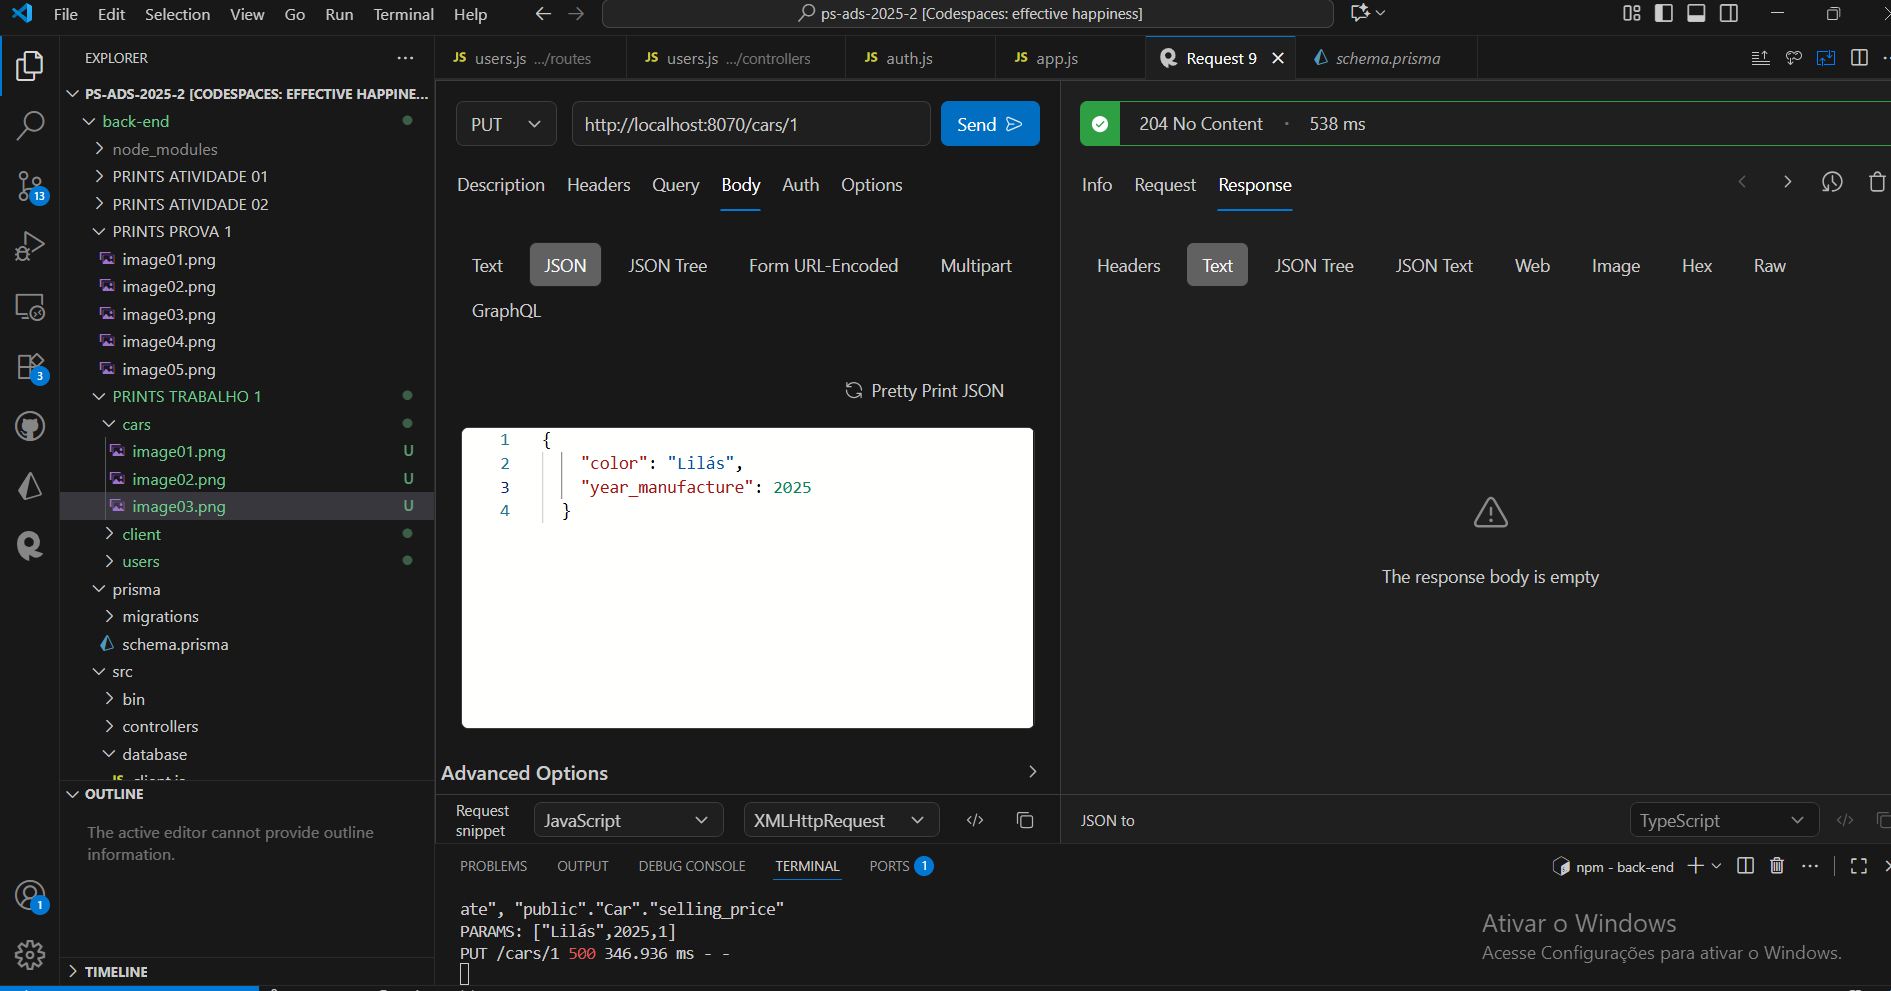 File Edit Selection View Go Run Terminal Help
ps-ads-2025-2 [Codespaces: effective happiness]
EXPLORER
PS-ADS-2025-2 [CODESPACES: EFFECTIVE HAPPINE...
back-end
node_modules
PRINTS ATIVIDADE 01
PRINTS ATIVIDADE 02
PRINTS PROVA 1
image01.png
image02.png
image03.png
image04.png
image05.png
PRINTS TRABALHO 1
cars
image01.png U
image02.png U
image03.png U
client
users
prisma
migrations
schema.prisma
src
bin
controllers
database
OUTLINE
The active editor cannot provide outline
information.
TIMELINE
13
3
1
JS users.js .../routes
JS users.js .../controllers
JS auth.js
JS app.js
Request 9
schema.prisma
PUT
http://localhost:8070/cars/1
Send
Description Headers Query Body Auth Options
Text JSON JSON Tree Form URL-Encoded Multipart
GraphQL
Pretty Print JSON
1 {
2 "color": "Lilás",
3 "year_manufacture": 2025
4 }
Advanced Options
Request
snippet
JavaScript
XMLHttpRequest
204 No Content · 538 ms
Info Request Response
Headers Text JSON Tree JSON Text Web Image Hex Raw
The response body is empty
JSON to
TypeScript
PROBLEMS OUTPUT DEBUG CONSOLE TERMINAL PORTS 1
npm - back-end
ate", "public"."Car"."selling_price"
PARAMS: ["Lilás",2025,1]
PUT /cars/1 500 346.936 ms - -
Ativar o Windows
Acesse Configurações para ativar o Windows.